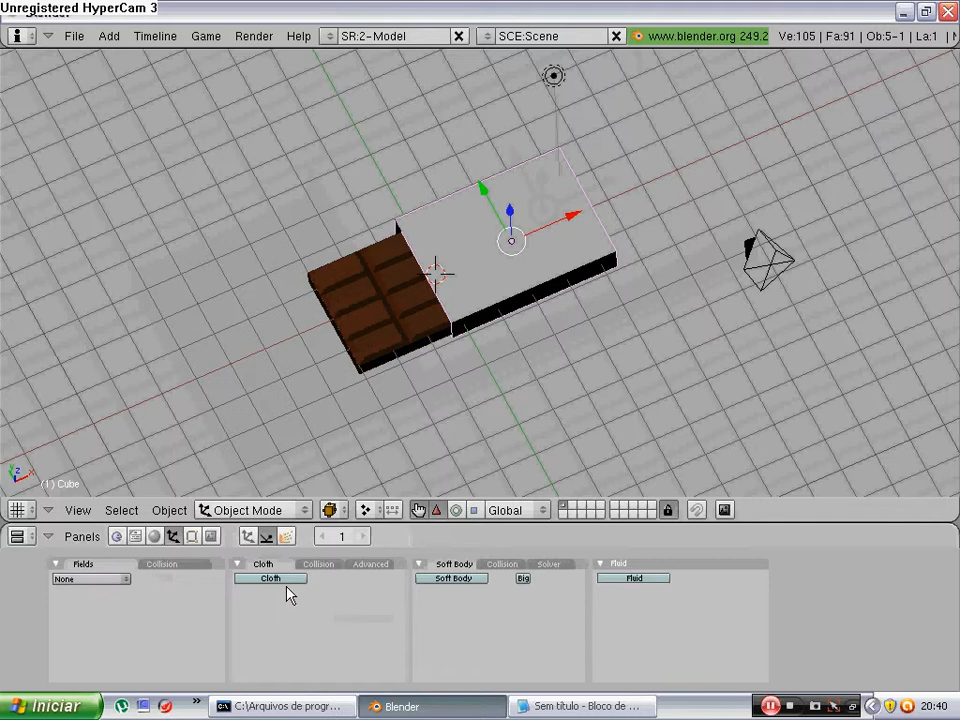 Unregistered HyperCam 3
File Add Timeline Game Render Help SR:2-Model SCE:Scene www.blender.org 249.2 Ve:105 | Fa:91 | Ob:5-1 | La:1 |
z
x
(1) Cube
View Select Object Object Mode Global
Panels 1
Fields Collision Cloth Collision Advanced Soft Body Collision Solver Fluid
None Cloth Soft Body Big Fluid
Iniciar C:\Arquivos de progr... Blender Sem título - Bloco de ... 20:40